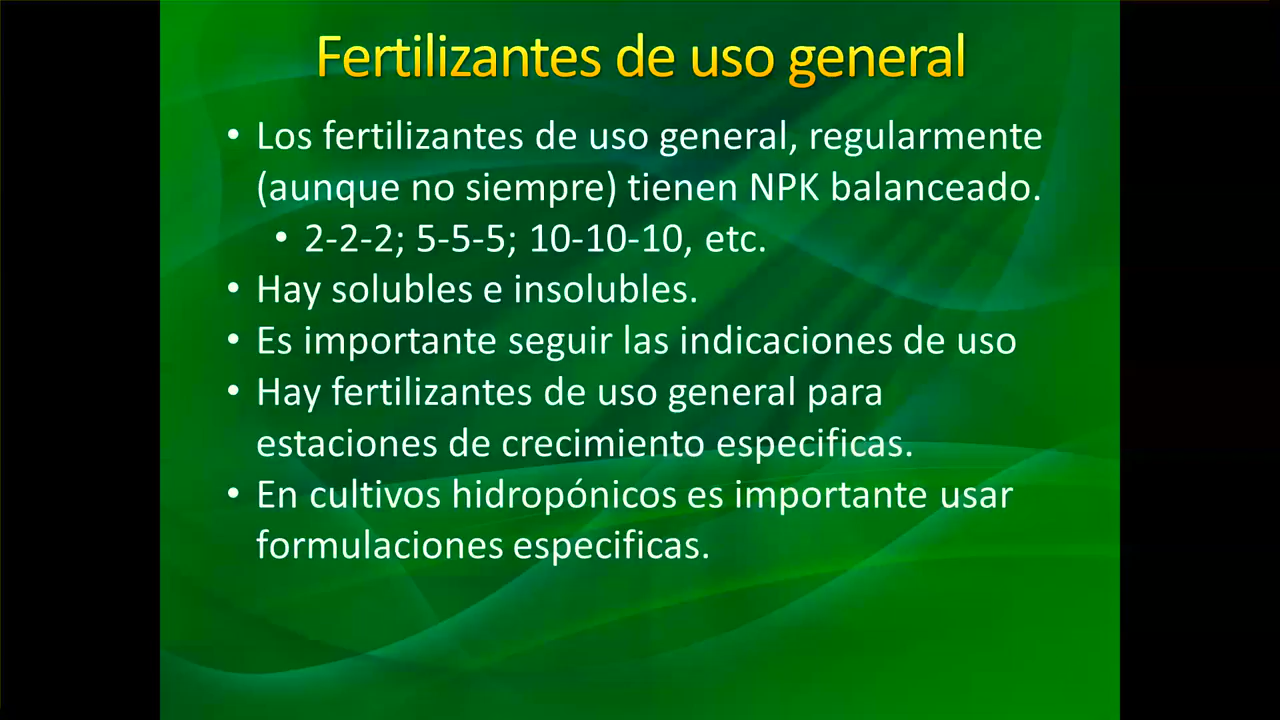 Fertilizantes de uso general
• Los fertilizantes de uso general, regularmente
(aunque no siempre) tienen NPK balanceado.
• 2-2-2; 5-5-5; 10-10-10, etc.
• Hay solubles e insolubles.
• Es importante seguir las indicaciones de uso
• Hay fertilizantes de uso general para
estaciones de crecimiento especificas.
• En cultivos hidropónicos es importante usar
formulaciones especificas.